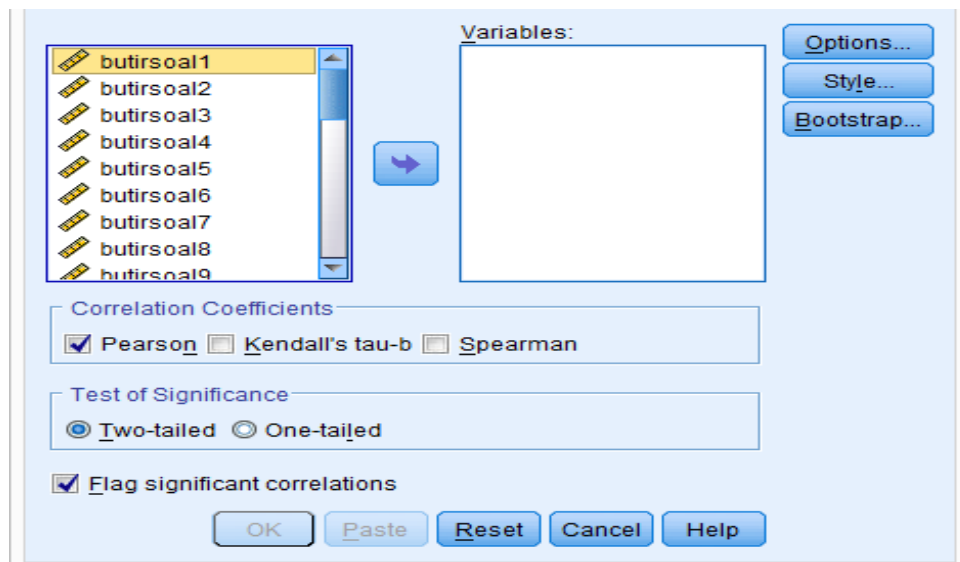 Variables:
butirsoal1
butirsoal2
butirsoal3
butirsoal4
butirsoal5
butirsoal6
butirsoal7
butirsoal8
butirsoal9
Options...
Style...
Bootstrap...
Correlation Coefficients
Pearson Kendall's tau-b Spearman
Test of Significance
Two-tailed One-tailed
Flag significant correlations
OK Paste Reset Cancel Help